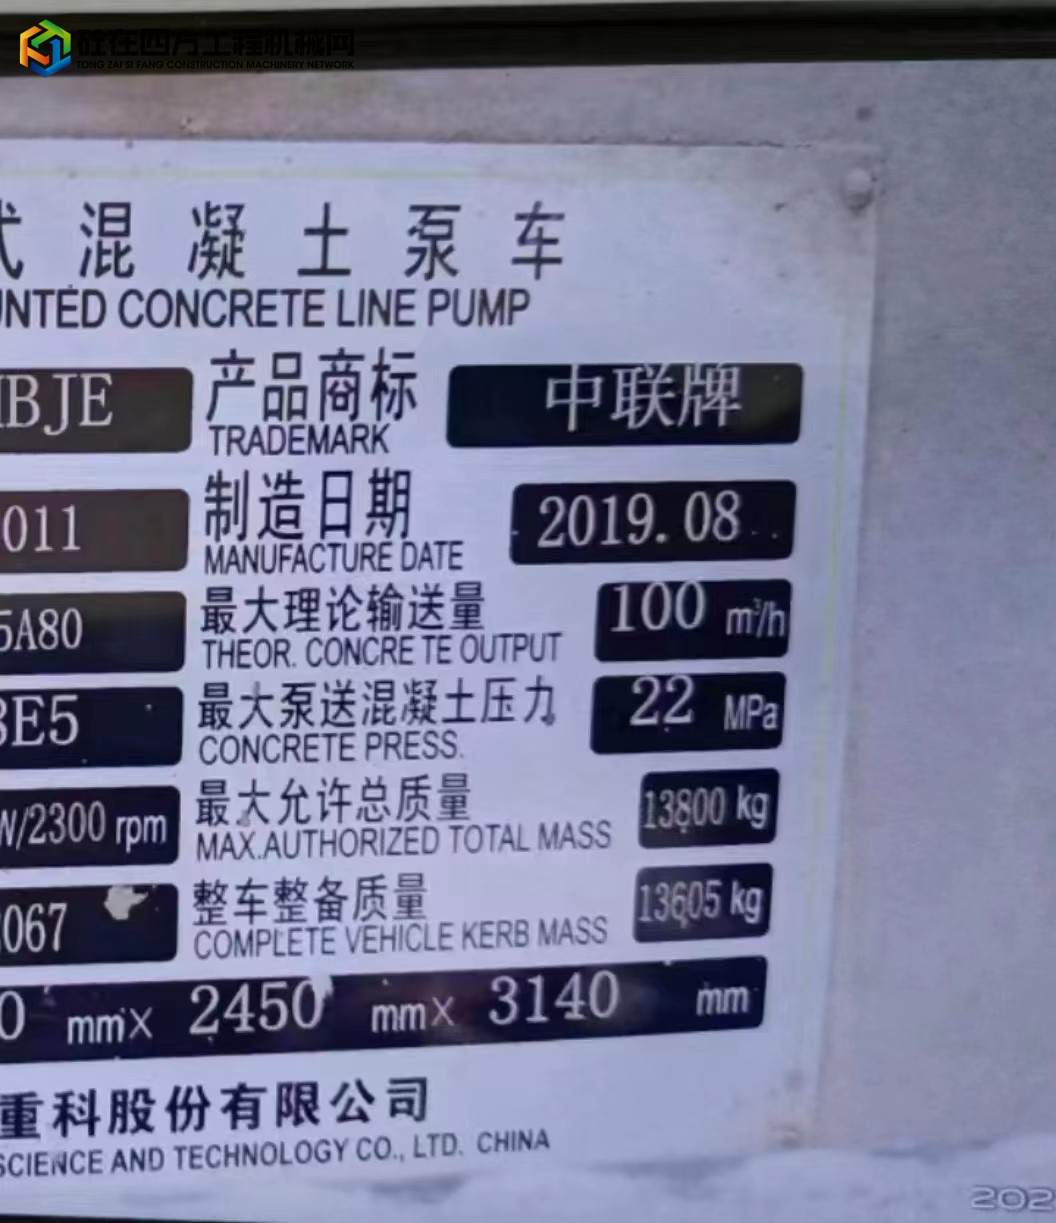 砼在四方工程机械网
TONG ZAI SI FANG CONSTRUCTION MACHINERY NETWORK
式 混 凝 土 泵 车
UNTED CONCRETE LINE PUMP
BJE 产品商标 中联牌
TRADEMARK
011 制造日期 2019.08
MANUFACTURE DATE
5A80 最大理论输送量 100 m³/h
THEOR. CONCRE TE OUTPUT
3E5 最大泵送混凝土压力 22 MPa
CONCRETE PRESS.
W/2300 rpm 最大允许总质量 13800 kg
MAX.AUTHORIZED TOTAL MASS
067 整车整备质量 13605 kg
COMPLETE VEHICLE KERB MASS
0 mm× 2450 mm× 3140 mm
重科股份有限公司
SCIENCE AND TECHNOLOGY CO., LTD. CHINA
202